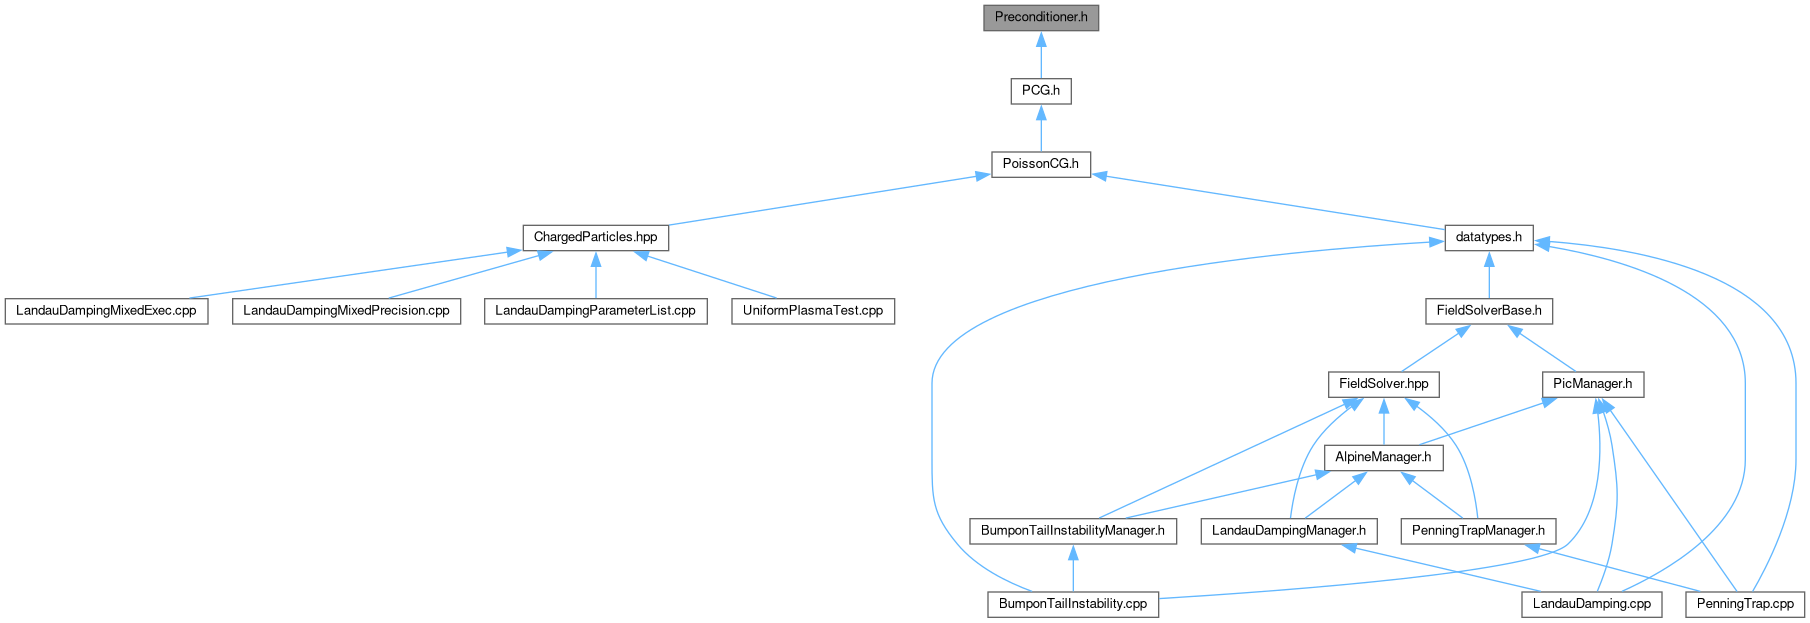 Preconditioner.h
PCG.h
PoissonCG.h
ChargedParticles.hpp
datatypes.h
LandauDampingMixedExec.cpp
LandauDampingMixedPrecision.cpp
LandauDampingParameterList.cpp
UniformPlasmaTest.cpp
FieldSolverBase.h
FieldSolver.hpp
PicManager.h
AlpineManager.h
BumponTailInstabilityManager.h
LandauDampingManager.h
PenningTrapManager.h
BumponTailInstability.cpp
LandauDamping.cpp
PenningTrap.cpp